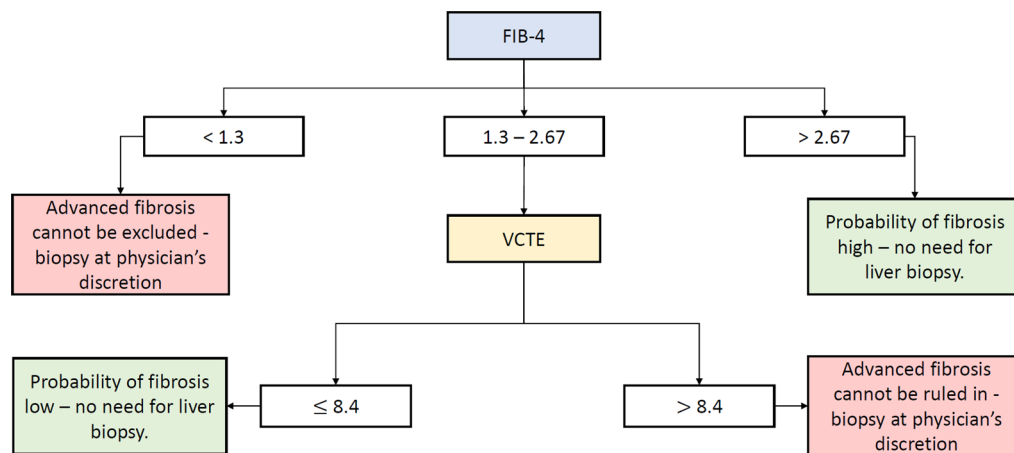 FIB-4
< 1.3
1.3 – 2.67
> 2.67
Advanced fibrosis
cannot be excluded -
biopsy at physician's
discretion
VCTE
Probability of fibrosis
high – no need for
liver biopsy.
Probability of fibrosis
low – no need for liver
biopsy.
≤ 8.4
> 8.4
Advanced fibrosis
cannot be ruled in -
biopsy at physician's
discretion